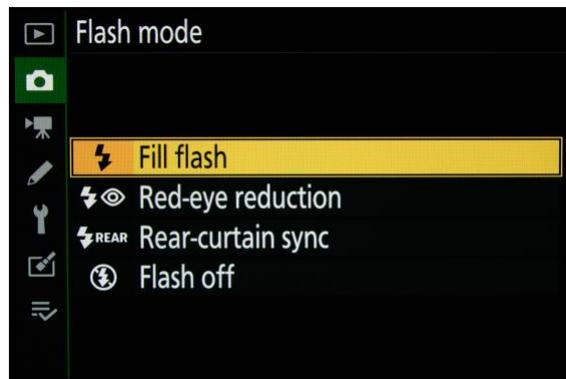 Flash mode
Fill flash
Red-eye reduction
REAR Rear-curtain sync
Flash off